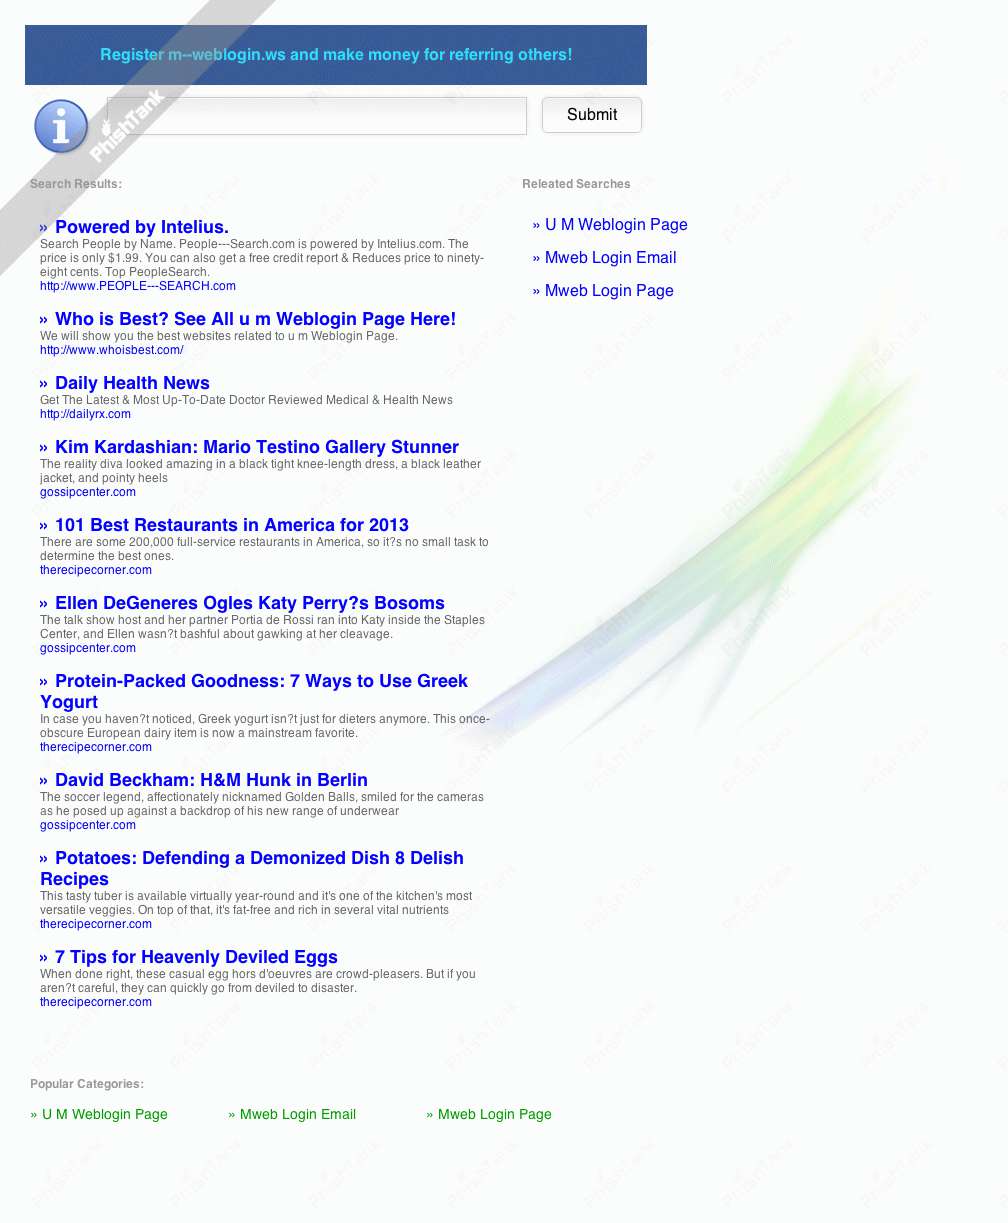 Register m--weblogin.ws and make money for referring others!
Submit
PhishTank
Search Results:
» Powered by Intelius.
Search People by Name. People---Search.com is powered by Intelius.com. The
price is only $1.99. You can also get a free credit report & Reduces price to ninety-
eight cents. Top PeopleSearch.
http://www.PEOPLE---SEARCH.com
» Who is Best? See All u m Weblogin Page Here!
We will show you the best websites related to u m Weblogin Page.
http://www.whoisbest.com/
» Daily Health News
Get The Latest & Most Up-To-Date Doctor Reviewed Medical & Health News
http://dailyrx.com
» Kim Kardashian: Mario Testino Gallery Stunner
The reality diva looked amazing in a black tight knee-length dress, a black leather
jacket, and pointy heels
gossipcenter.com
» 101 Best Restaurants in America for 2013
There are some 200,000 full-service restaurants in America, so it?s no small task to
determine the best ones.
therecipecorner.com
» Ellen DeGeneres Ogles Katy Perry?s Bosoms
The talk show host and her partner Portia de Rossi ran into Katy inside the Staples
Center, and Ellen wasn?t bashful about gawking at her cleavage.
gossipcenter.com
» Protein-Packed Goodness: 7 Ways to Use Greek
Yogurt
In case you haven?t noticed, Greek yogurt isn?t just for dieters anymore. This once-
obscure European dairy item is now a mainstream favorite.
therecipecorner.com
» David Beckham: H&M Hunk in Berlin
The soccer legend, affectionately nicknamed Golden Balls, smiled for the cameras
as he posed up against a backdrop of his new range of underwear
gossipcenter.com
» Potatoes: Defending a Demonized Dish 8 Delish
Recipes
This tasty tuber is available virtually year-round and it's one of the kitchen's most
versatile veggies. On top of that, it's fat-free and rich in several vital nutrients
therecipecorner.com
» 7 Tips for Heavenly Deviled Eggs
When done right, these casual egg hors d'oeuvres are crowd-pleasers. But if you
aren?t careful, they can quickly go from deviled to disaster.
therecipecorner.com
Releated Searches
» U M Weblogin Page
» Mweb Login Email
» Mweb Login Page
Popular Categories:
» U M Weblogin Page » Mweb Login Email » Mweb Login Page